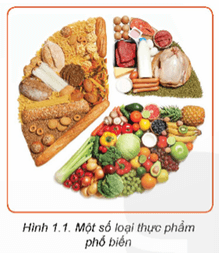 Hình 1.1. Một số loại thực phẩm
phổ biến